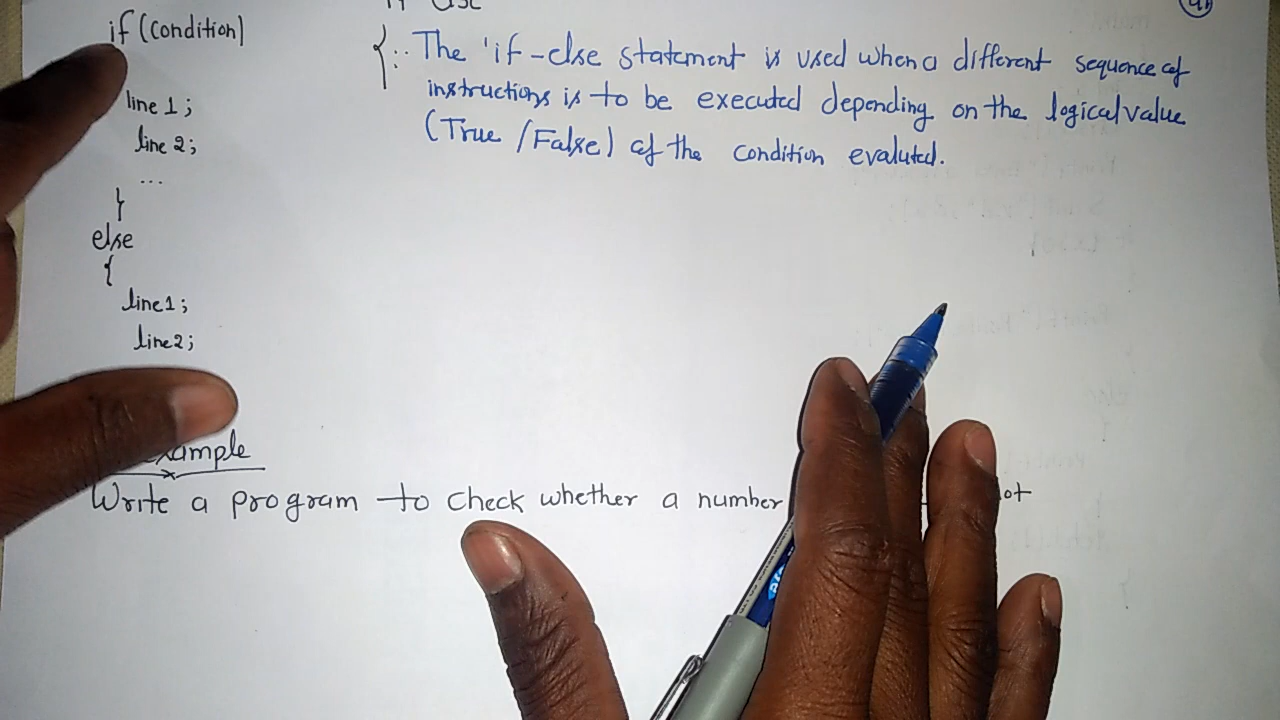 if (Condition)
line 1;
line 2;
...
}
else
{
line1;
line2;
{∴ The 'if-else statement is used when a different sequence of
instructions is to be executed depending on the logical value
(True /False) of the condition evaluted.
Write a program to check whether a number